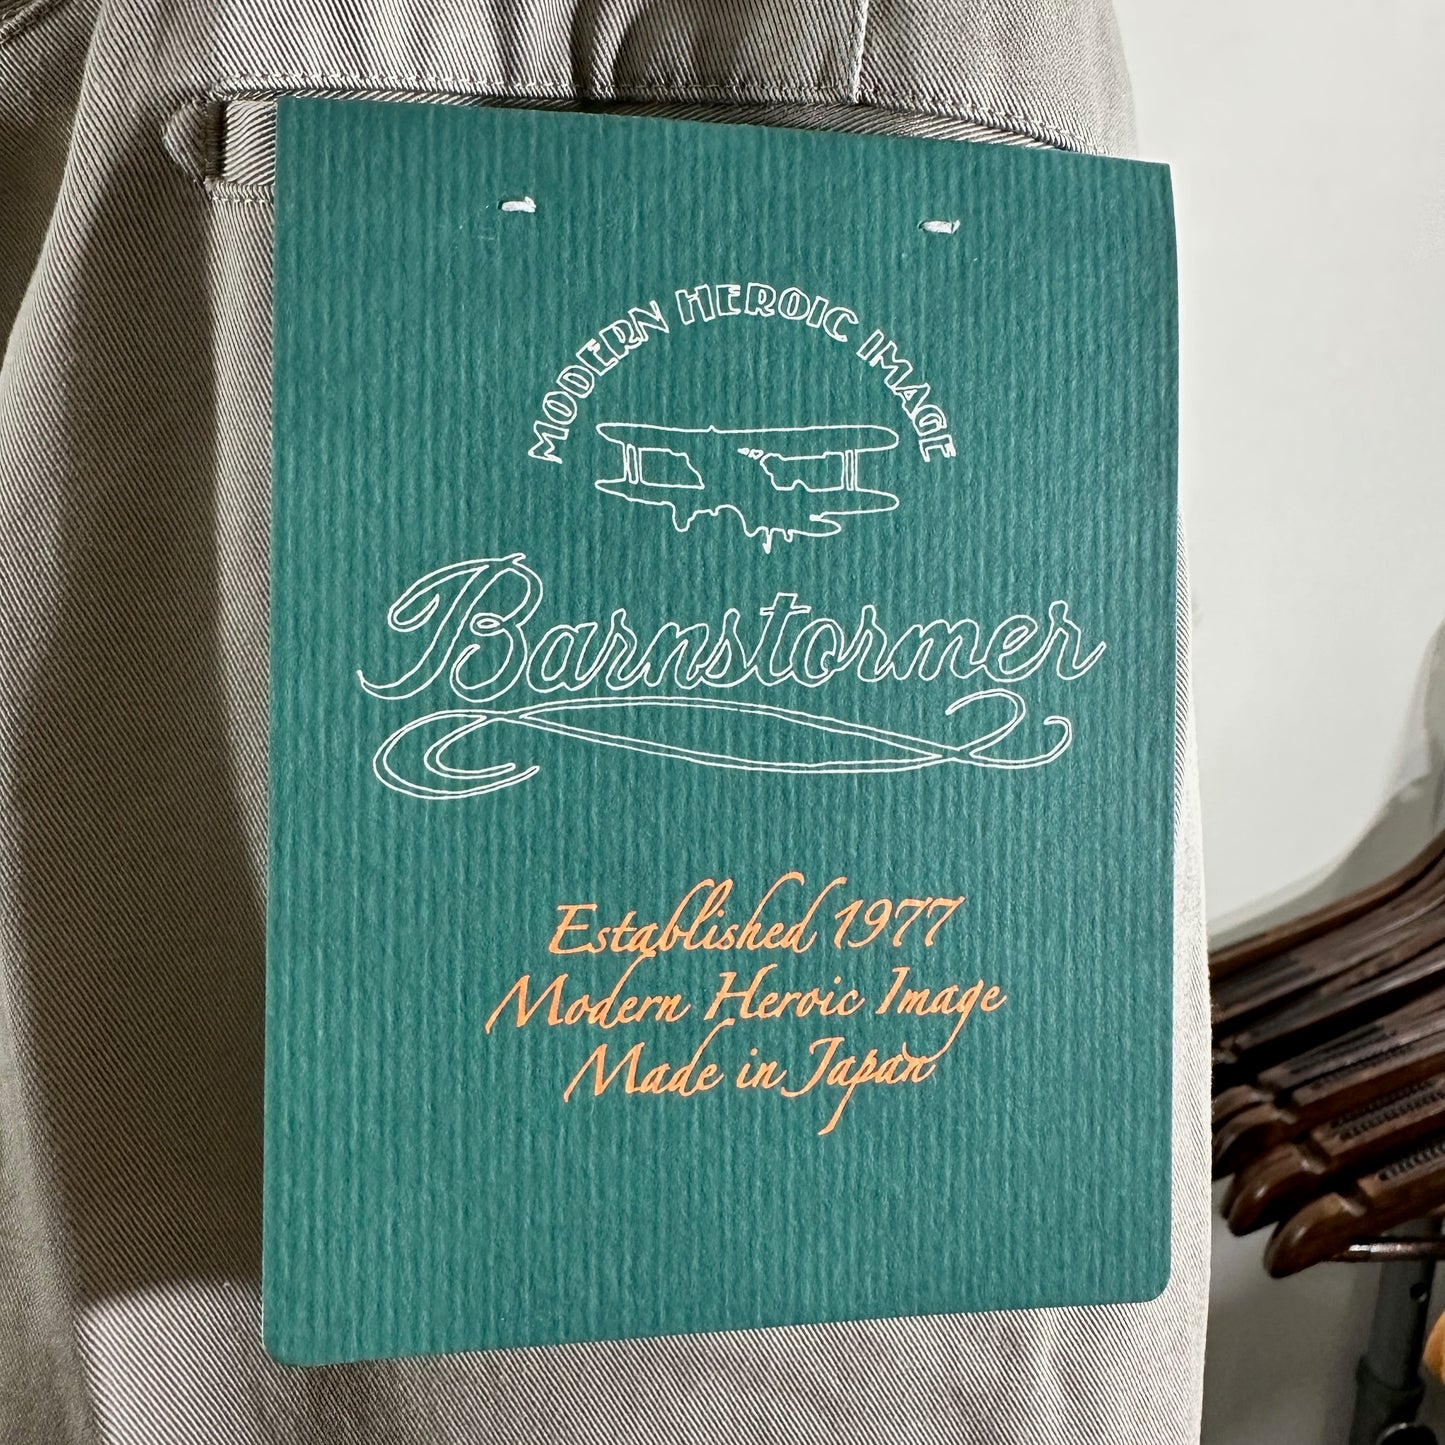 MODERN HEROIC IMAGE
Barnstormer
Established 1977
Modern Heroic Image
Made in Japan